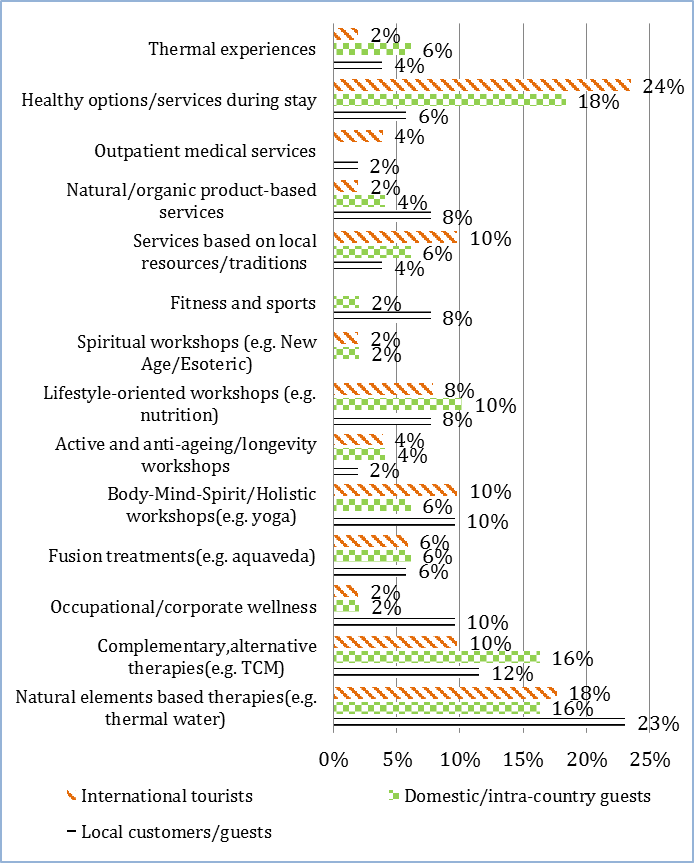 2%
Thermal experiences
6%
4%
24%
Healthy options/services during stay
18%
6%
4%
Outpatient medical services
2%
Natural/organic product-based
services
2%
4%
8%
Services based on local
resources/traditions
10%
6%
4%
Fitness and sports
2%
8%
Spiritual workshops (e.g. New
Age/Esoteric)
2%
2%
Lifestyle-oriented workshops (e.g.
nutrition)
8%
10%
8%
Active and anti-ageing/longevity
workshops
4%
4%
2%
Body-Mind-Spirit/Holistic
workshops(e.g. yoga)
10%
6%
10%
Fusion treatments(e.g. aquaveda)
6%
6%
6%
Occupational/corporate wellness
2%
2%
10%
Complementary,alternative
therapies(e.g. TCM)
10%
16%
12%
Natural elements based therapies(e.g.
thermal water)
18%
16%
23%
0% 5% 10% 15% 20% 25%
International tourists Domestic/intra-country guests
Local customers/guests